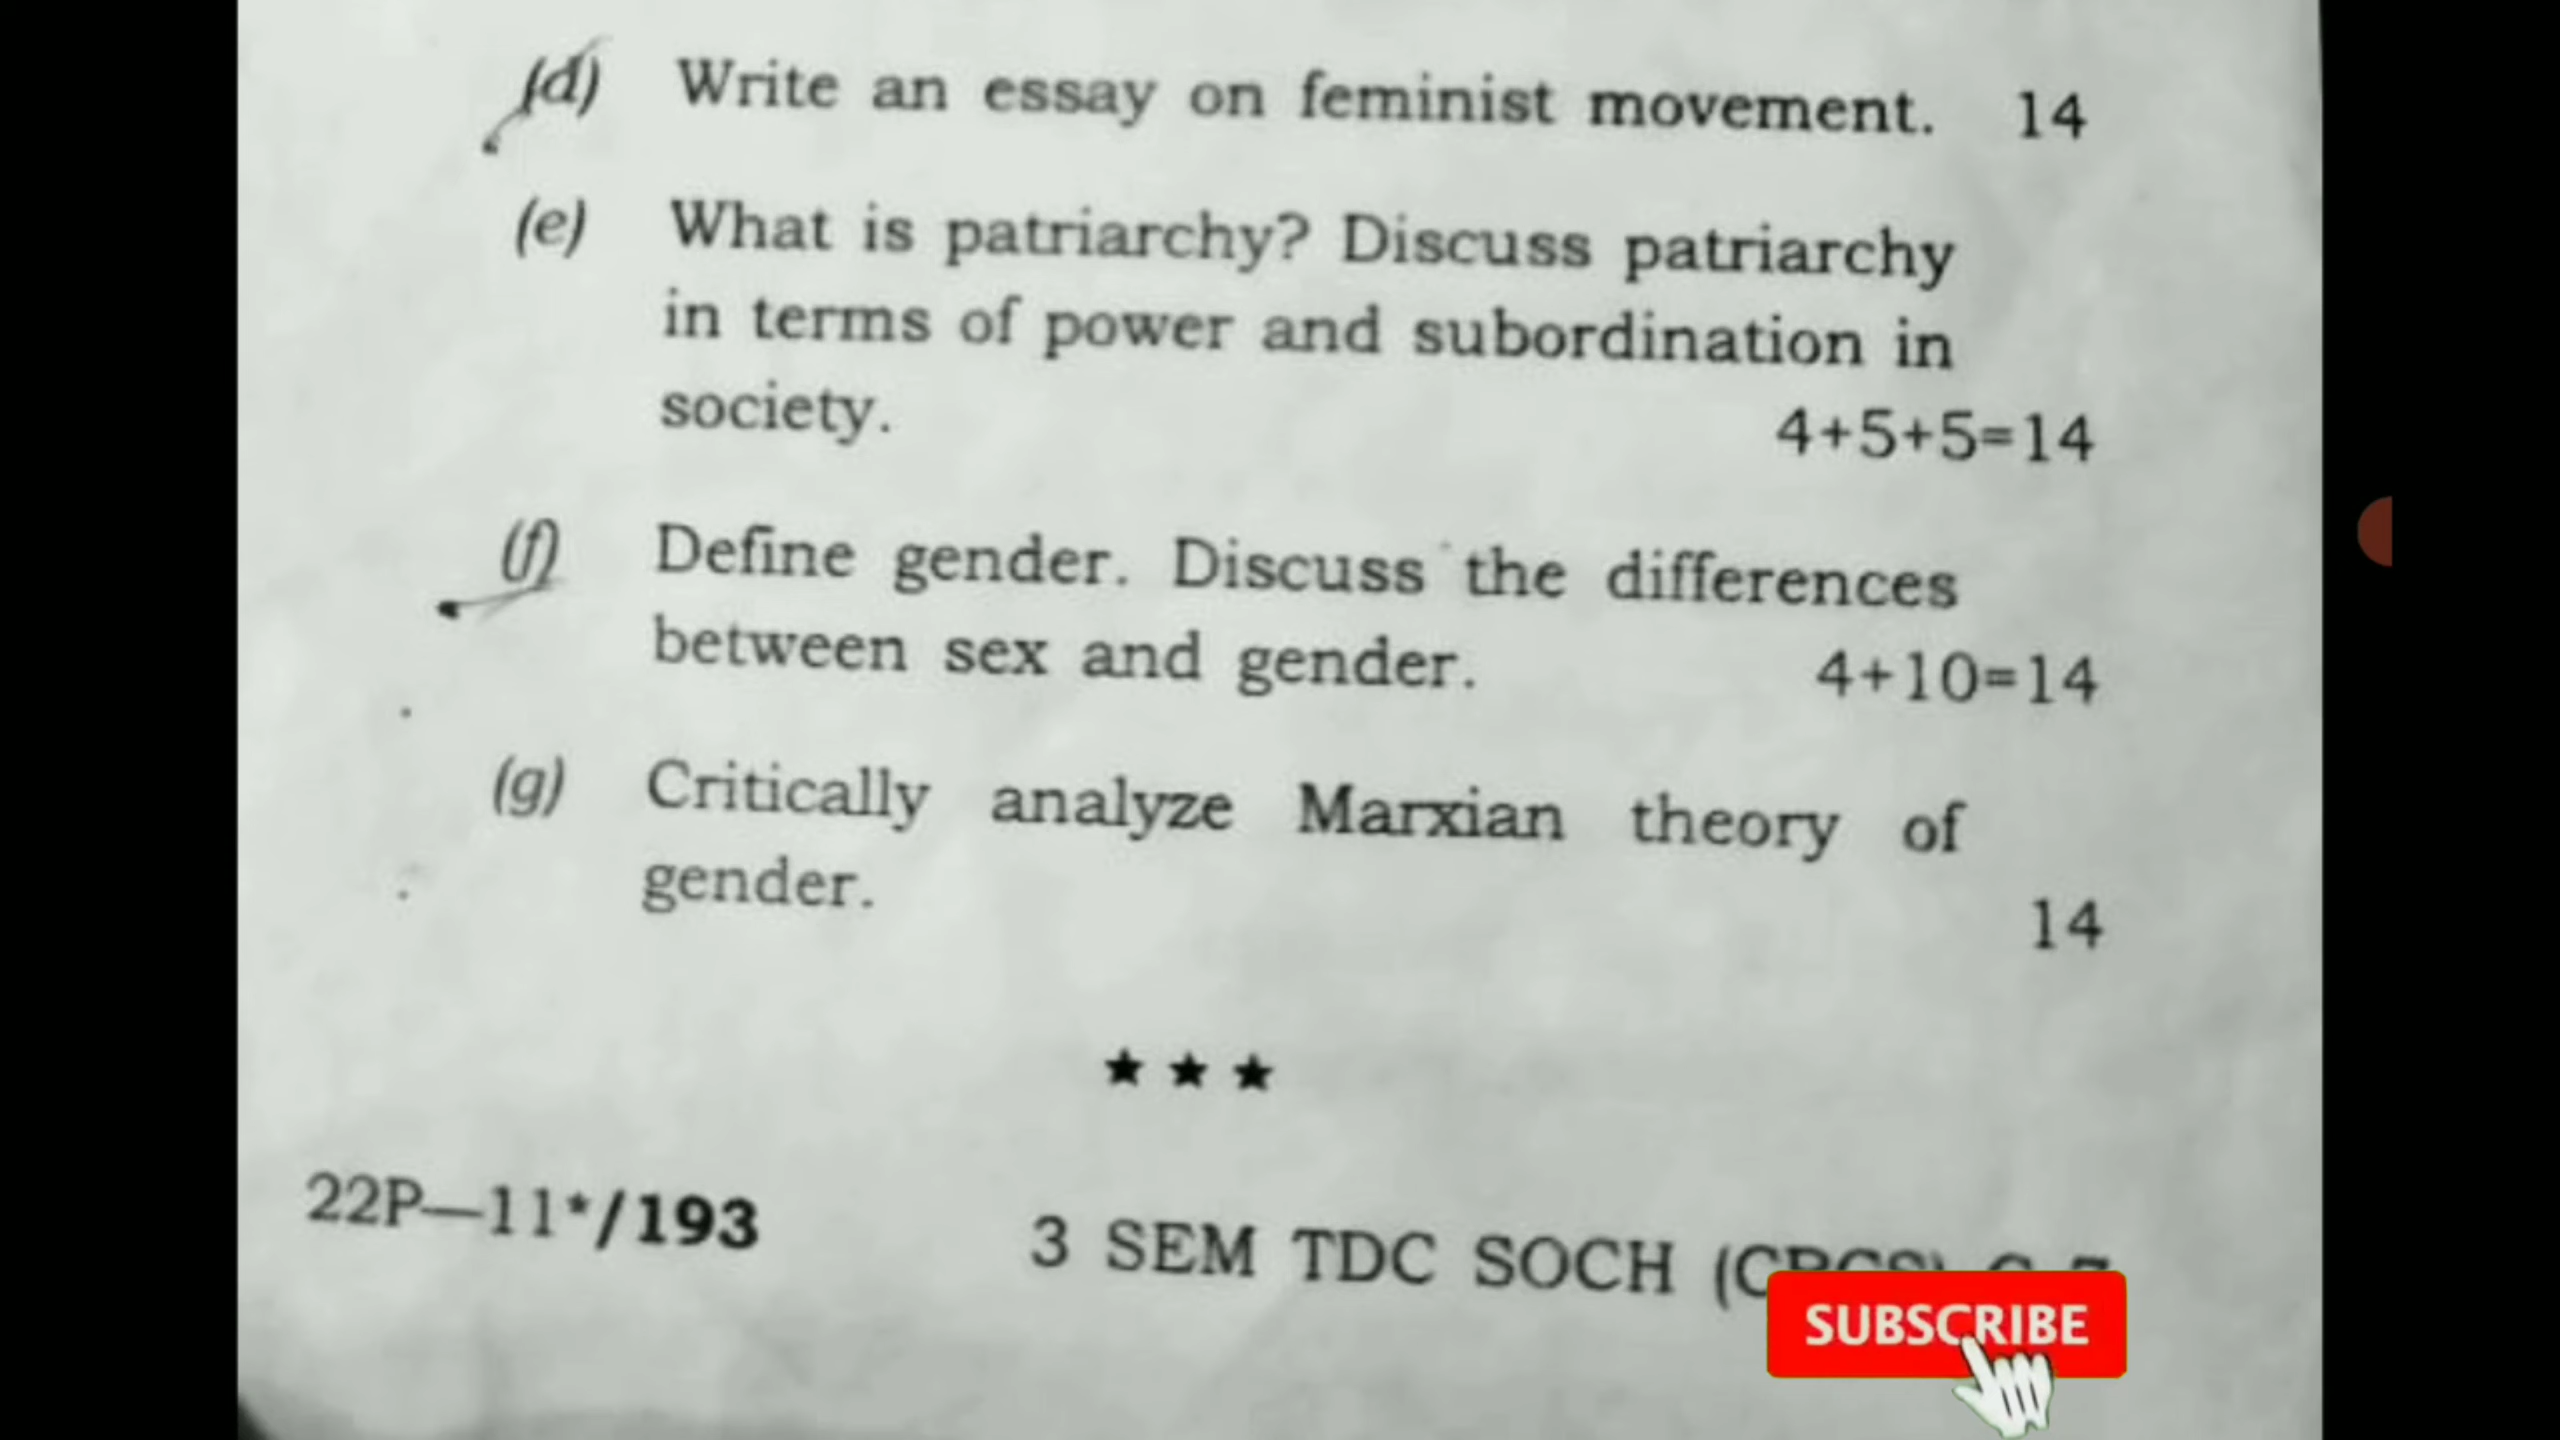 (d) Write an essay on feminist movement. 14
(e) What is patriarchy? Discuss patriarchy
in terms of power and subordination in
society. 4+5+5=14
(f) Define gender. Discuss the differences
between sex and gender. 4+10=14
(g) Critically analyze Marxian theory of
gender.
14
★ ★ ★
22P—11*/193 3 SEM TDC SOCH
SUBSCRIBE